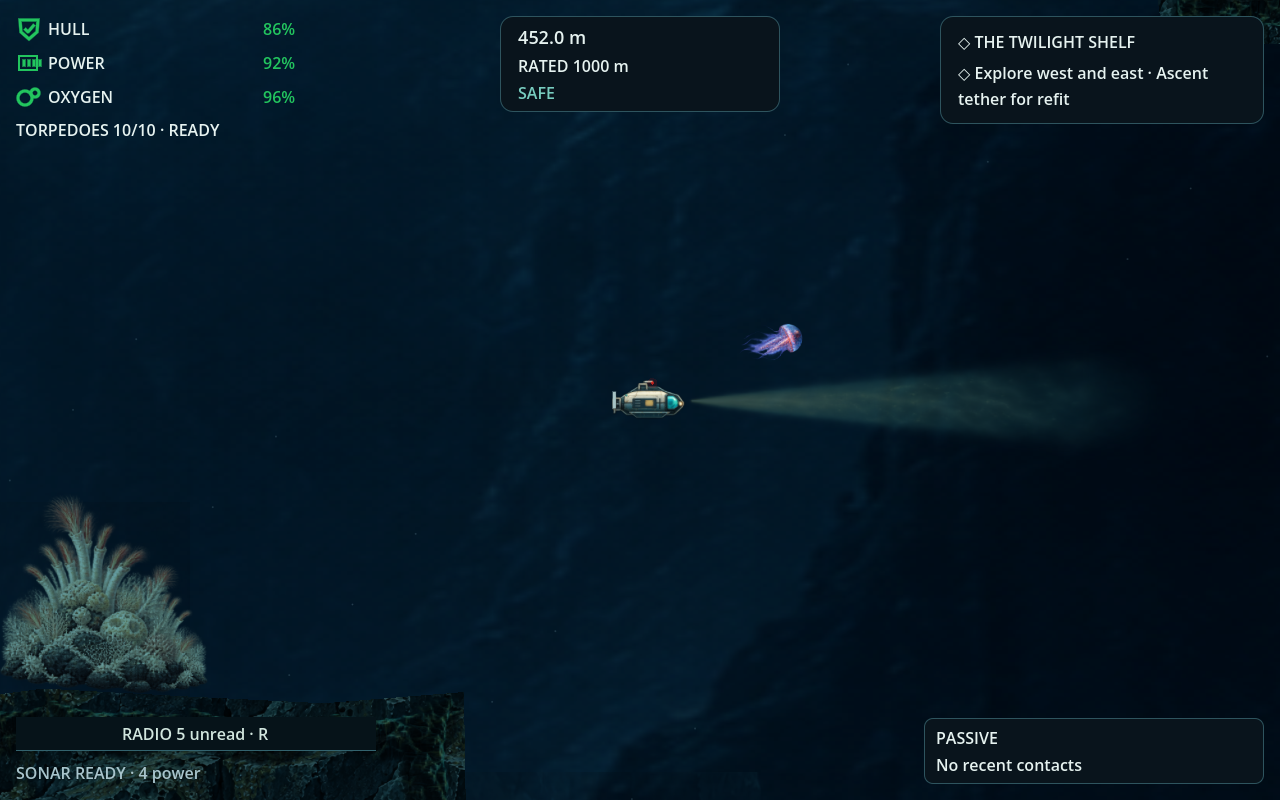 HULL 86%
POWER 92%
OXYGEN 96%
TORPEDOES 10/10 · READY
452.0 m
RATED 1000 m
SAFE
◇ THE TWILIGHT SHELF
◇ Explore west and east · Ascent
tether for refit
RADIO 5 unread · R
SONAR READY · 4 power
PASSIVE
No recent contacts